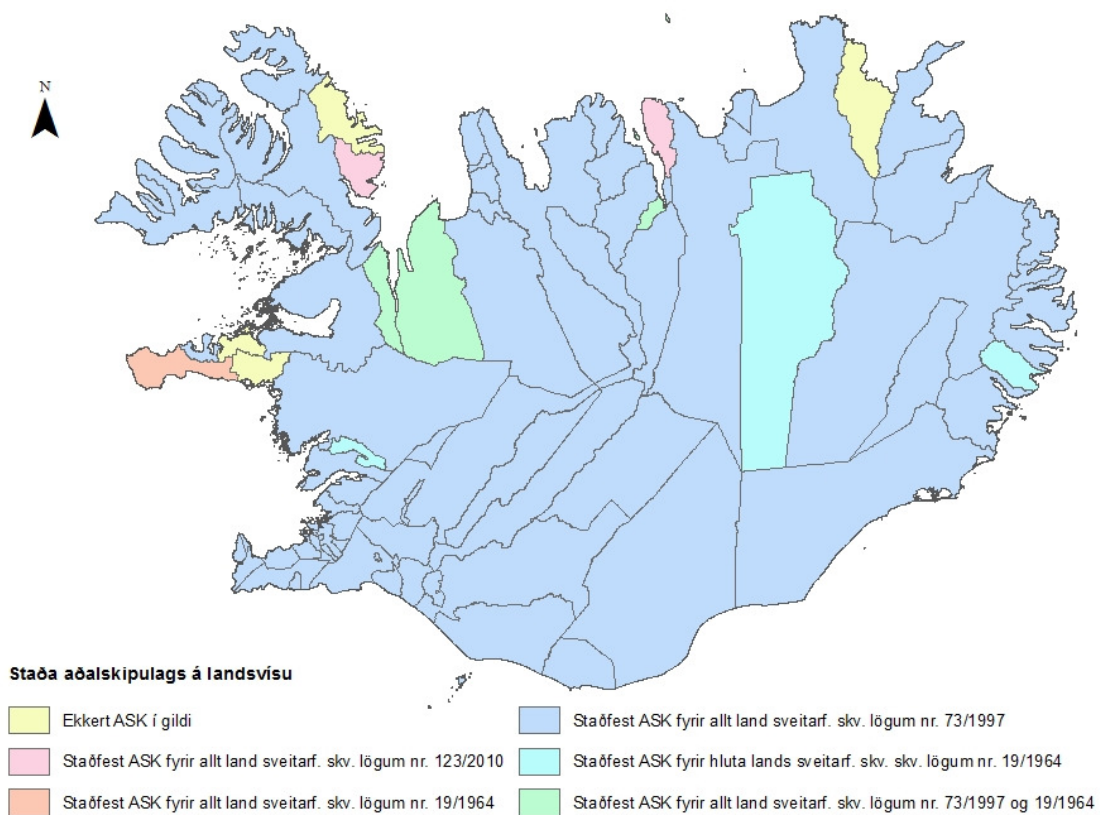 N
Staða aðalskipulags á landsvísu
Ekkert ASK í gildi
Staðfest ASK fyrir allt land sveitarf. skv. lögum nr. 123/2010
Staðfest ASK fyrir allt land sveitarf. skv. lögum nr. 19/1964
Staðfest ASK fyrir allt land sveitarf. skv. lögum nr. 73/1997
Staðfest ASK fyrir hluta lands sveitarf. skv. skv. lögum nr. 19/1964
Staðfest ASK fyrir allt land sveitarf. skv. lögum nr. 73/1997 og 19/1964